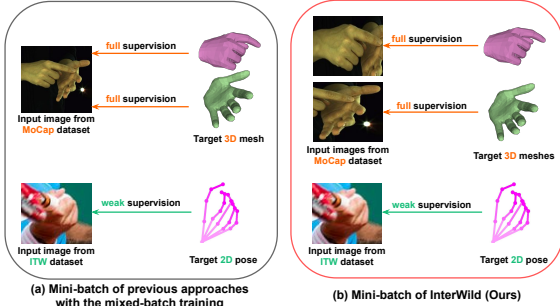 full supervision
full supervision
Input image from
MoCap dataset
Target 3D mesh
weak supervision
Input image from
ITW dataset
Target 2D pose
(a) Mini-batch of previous approaches
with the mixed-batch training
full supervision
full supervision
Input images from
MoCap dataset
Target 3D meshes
weak supervision
Input image from
ITW dataset
Target 2D pose
(b) Mini-batch of InterWild (Ours)